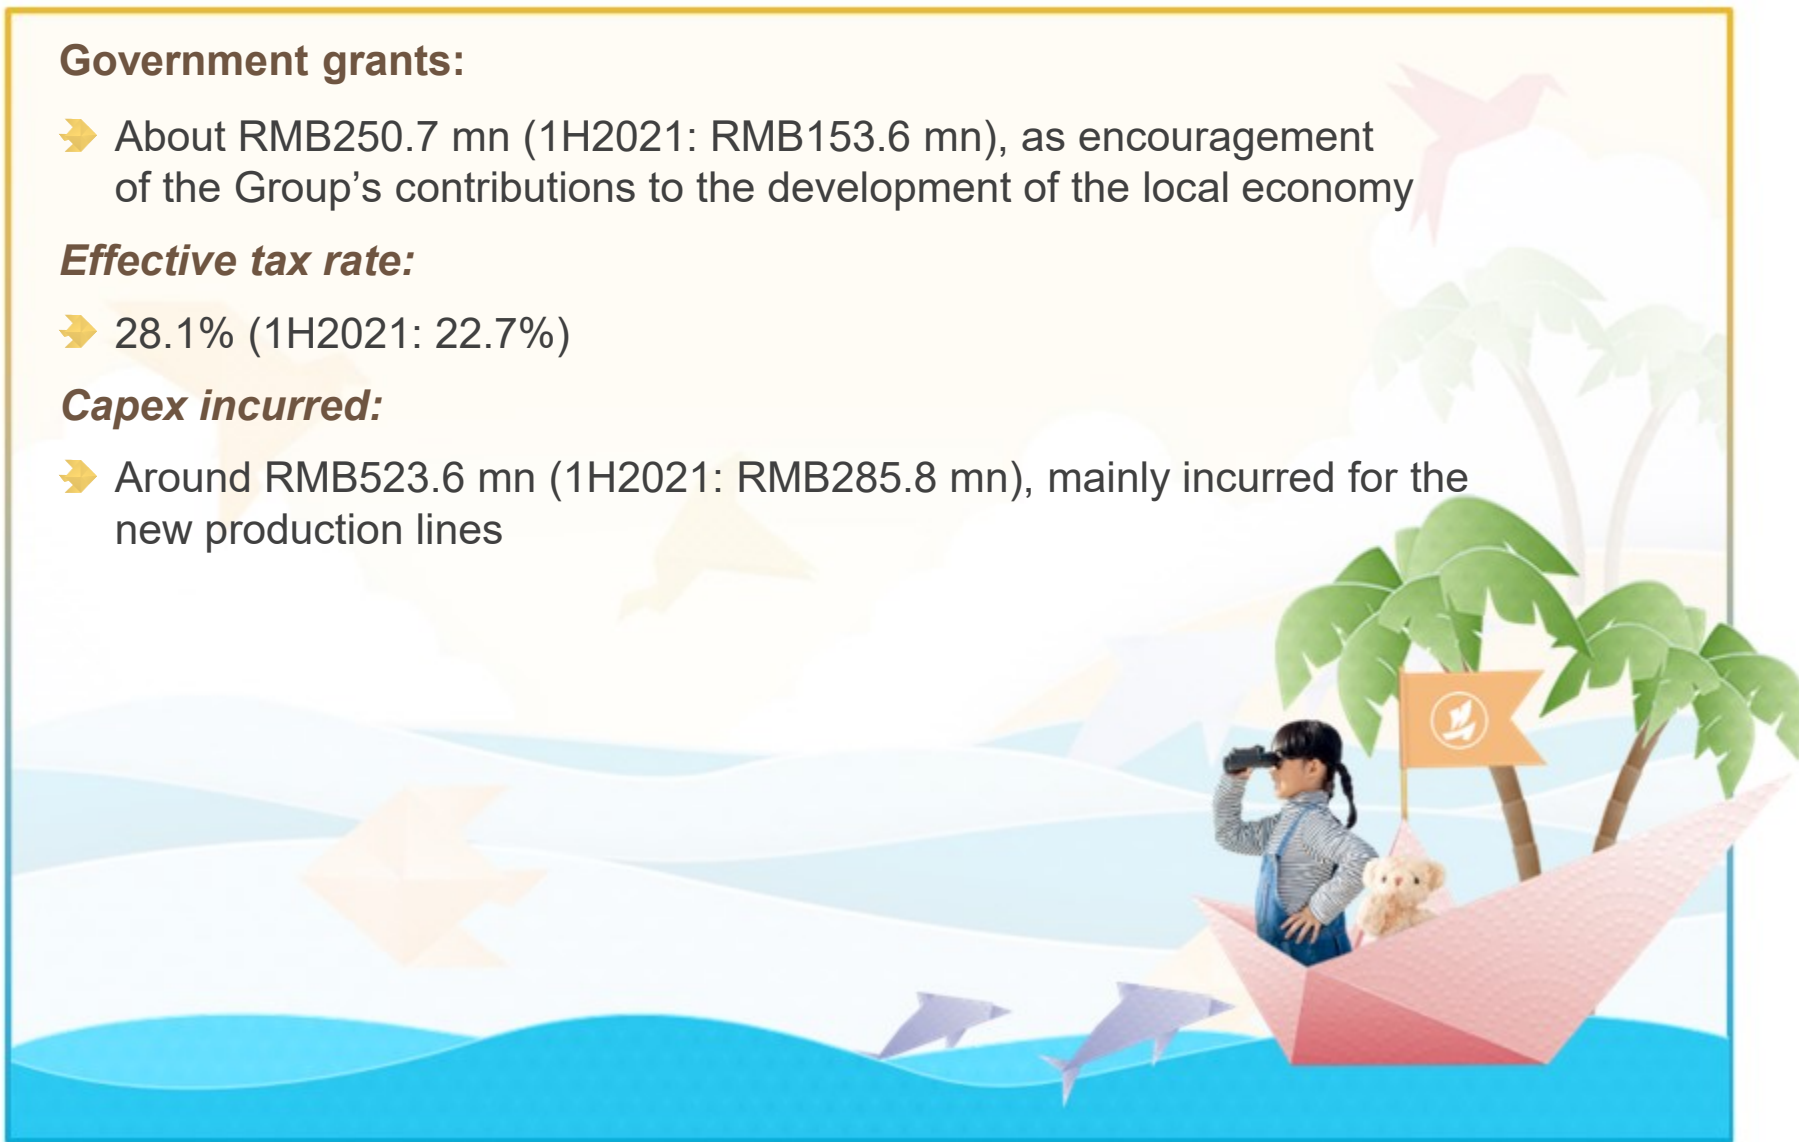 Government grants:
About RMB250.7 mn (1H2021: RMB153.6 mn), as encouragement
of the Group’s contributions to the development of the local economy
Effective tax rate:
28.1% (1H2021: 22.7%)
Capex incurred:
Around RMB523.6 mn (1H2021: RMB285.8 mn), mainly incurred for the
new production lines